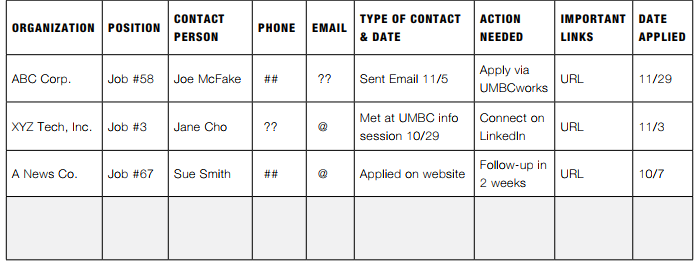 ORGANIZATION POSITION CONTACT PERSON PHONE EMAIL TYPE OF CONTACT & DATE ACTION NEEDED IMPORTANT LINKS DATE APPLIED
ABC Corp. Job #58 Joe McFake ## ?? Sent Email 11/5 Apply via UMBCworks URL 11/29
XYZ Tech, Inc. Job #3 Jane Cho ?? @ Met at UMBC info session 10/29 Connect on LinkedIn URL 11/3
A News Co. Job #67 Sue Smith ## @ Applied on website Follow-up in 2 weeks URL 10/7